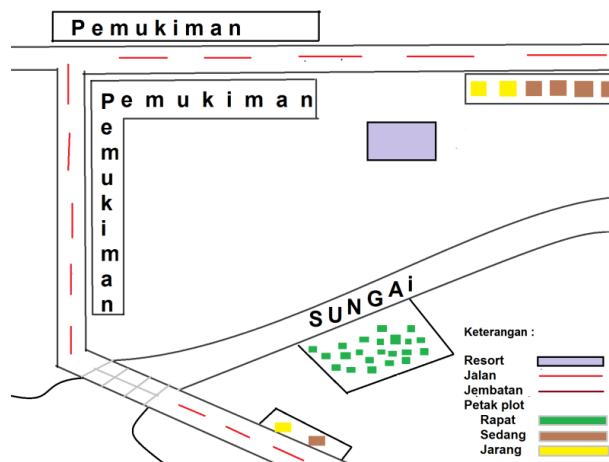 Pemukiman
Pemukiman
Pemukiman
SUNGAi
Keterangan :
Resort
Jalan
Jembatan
Petak plot
Rapat
Sedang
Jarang